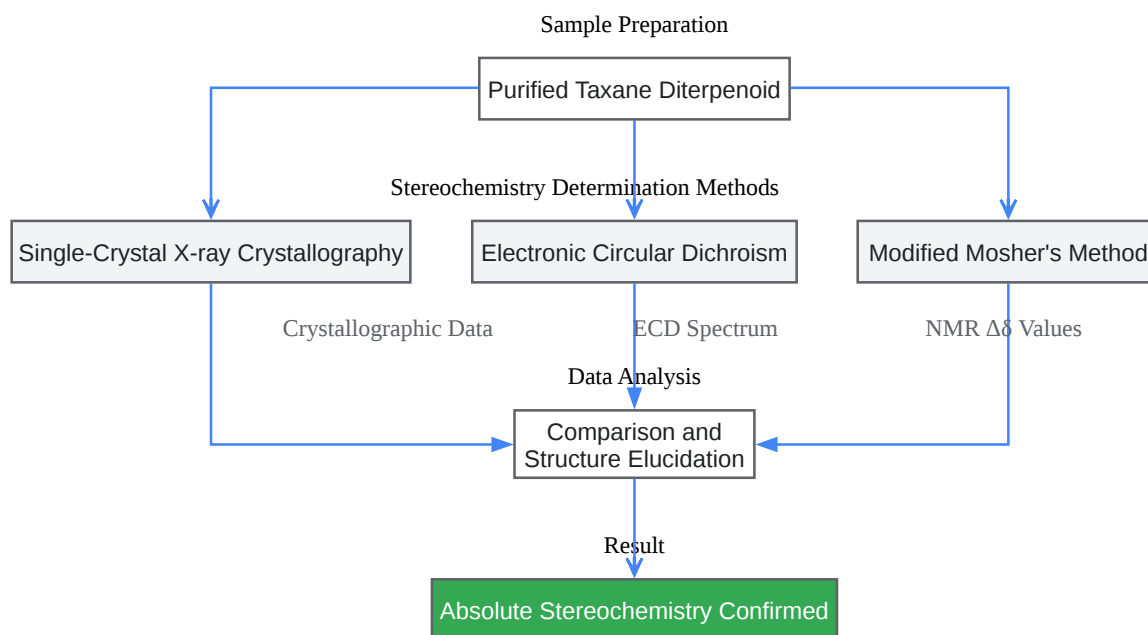 Sample Preparation
Purified Taxane Diterpenoid
Stereochemistry Determination Methods
Single-Crystal X-ray Crystallography
Electronic Circular Dichroism
Modified Mosher's Method
Crystallographic Data
ECD Spectrum
NMR Δδ Values
Data Analysis
Comparison and
Structure Elucidation
Result
Absolute Stereochemistry Confirmed